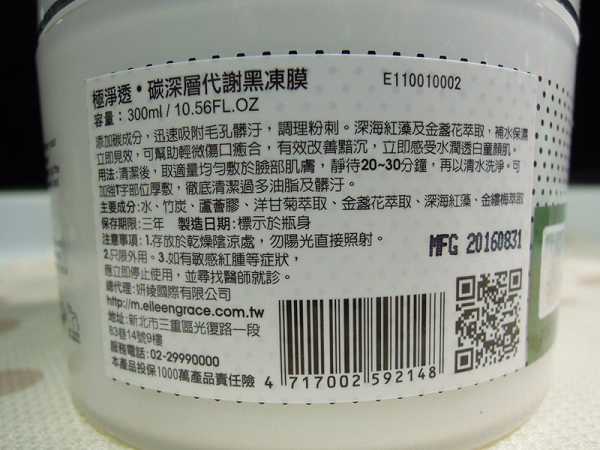 極淨透・碳深層代謝黑凍膜
E110010002
容量：300ml / 10.56FL.OZ
添加碳成分，迅速吸附毛孔髒汙，調理粉刺。深海紅藻及金盞花萃取，補水保濕
立即見效，可幫助輕微傷口癒合，有效改善黯沉，立即感受水潤透白童顏肌。
用法:清潔後，取適量均勻敷於臉部肌膚，靜待20~30分鐘，再以清水洗淨。可
加強T字部位厚敷，徹底清潔過多油脂及髒汙。
主要成分:水、竹炭、蘆薈膠、洋甘菊萃取、金盞花萃取、深海紅藻、金縷梅萃取
保存期限:三年 製造日期:標示於瓶身
注意事項:1.存放於乾燥陰涼處，勿陽光直接照射。
MFG 20160831
2.只限外用。3.如有敏感紅腫等症狀，
應立即停止使用，並尋找醫師就診。
總代理:妍綾國際有限公司
http://m.eileengrace.com.tw
地址:新北市三重區光復路一段
83巷14號9樓
服務電話:02-29990000
本產品投保1000萬產品責任險
4 717002 592148